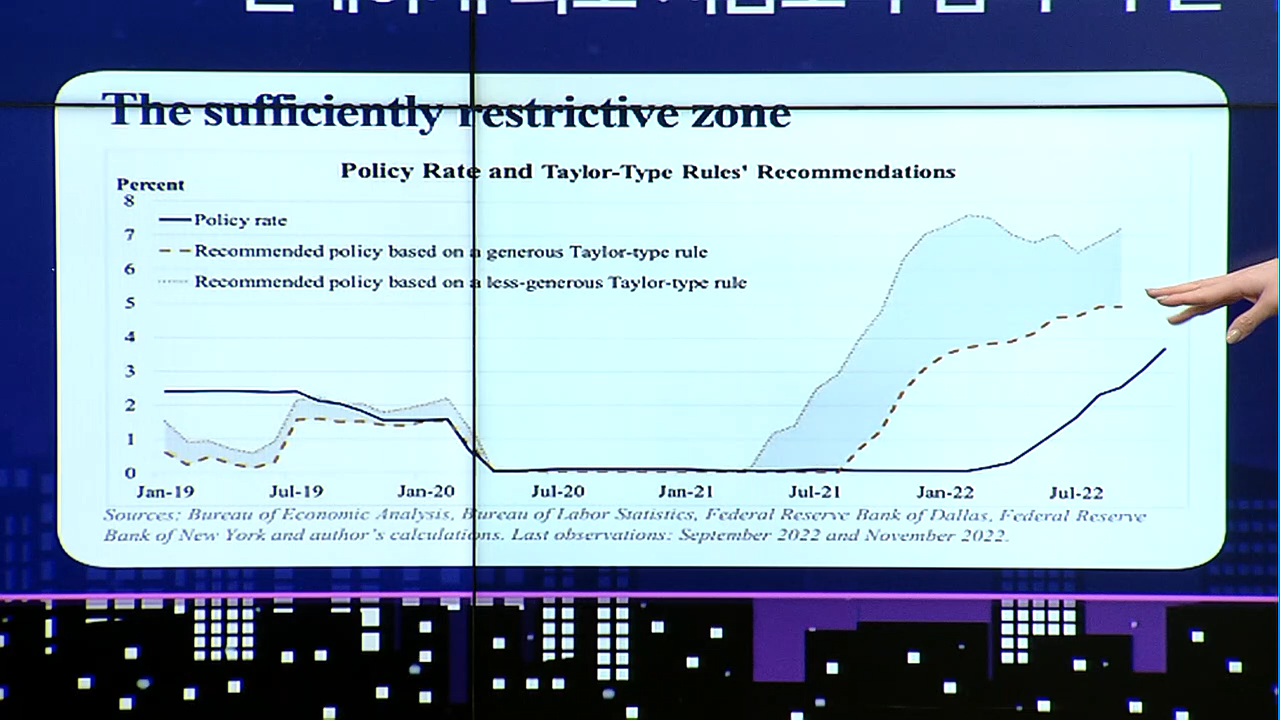 The sufficiently restrictive zone
Policy Rate and Taylor-Type Rules' Recommendations
Percent
8
Policy rate
7
Recommended policy based on a generous Taylor-type rule
6
Recommended policy based on a less-generous Taylor-type rule
5
4
3
2
1
0
Jan-19 Jul-19 Jan-20 Jul-20 Jan-21 Jul-21 Jan-22 Jul-22
Sources: Bureau of Economic Analysis, Bureau of Labor Statistics, Federal Reserve Bank of Dallas, Federal Reserve
Bank of New York and author's calculations. Last observations: September 2022 and November 2022.